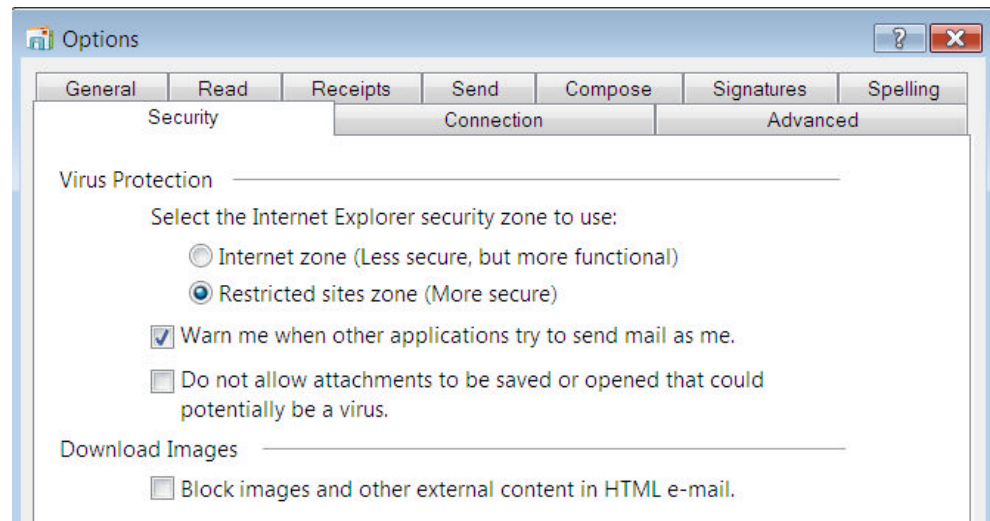 Options
General Read Receipts Send Compose Signatures Spelling
Security Connection Advanced
Virus Protection
Select the Internet Explorer security zone to use:
Internet zone (Less secure, but more functional)
Restricted sites zone (More secure)
Warn me when other applications try to send mail as me.
Do not allow attachments to be saved or opened that could
potentially be a virus.
Download Images
Block images and other external content in HTML e-mail.